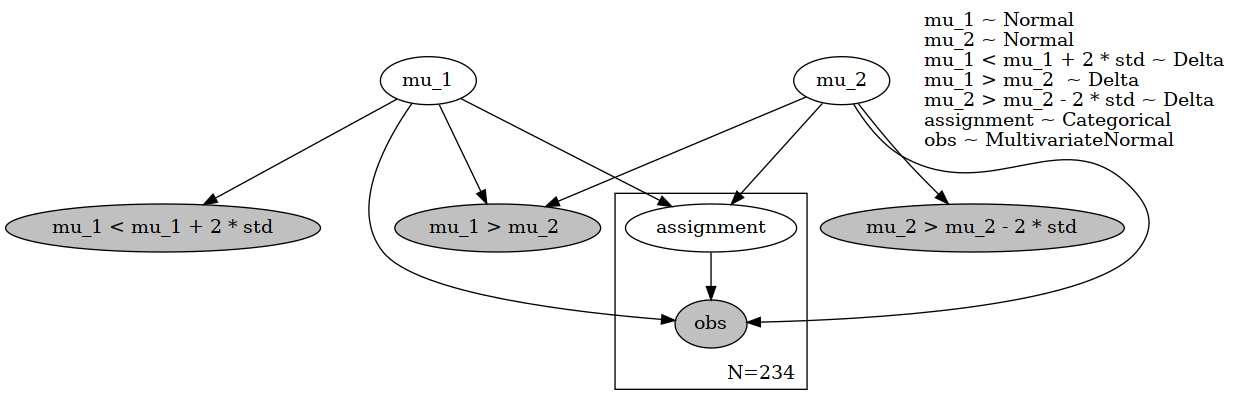 mu_1 ~ Normal
mu_2 ~ Normal
mu_1 < mu_1 + 2 * std ~ Delta
mu_1 > mu_2  ~ Delta
mu_2 > mu_2 - 2 * std ~ Delta
assignment ~ Categorical
obs ~ MultivariateNormal
mu_1
mu_2
mu_1 < mu_1 + 2 * std
mu_1 > mu_2
assignment
mu_2 > mu_2 - 2 * std
obs
N=234